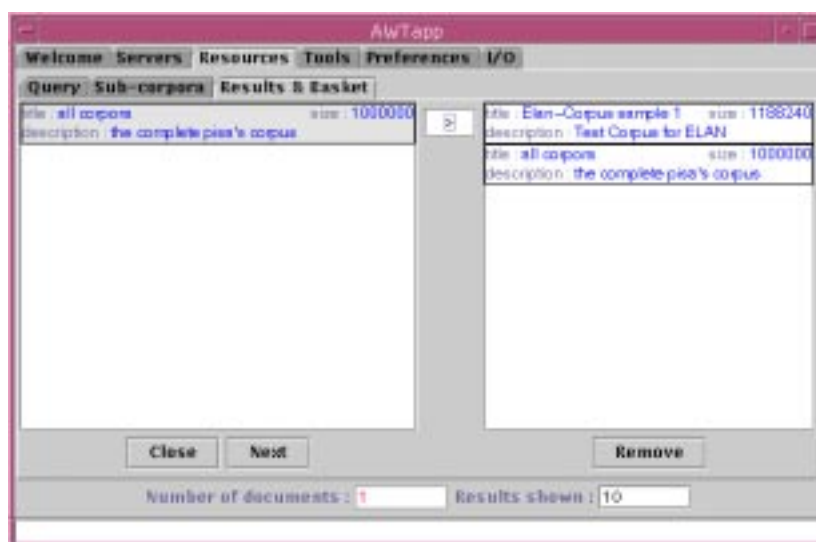 AWTapp
Welcome Servers Resources Tools Preferences I/O
Query Sub-corpora Results & Basket
title : all corpora size : 1000000
description : the complete pisa's corpus
>
title : Elan-Corpus sample 1 size : 1188240
description : Test Corpus for ELAN
title : all corpora size : 1000000
description : the complete pisa's corpus
Close Next Remove
Number of documents : 1 Results shown : 10